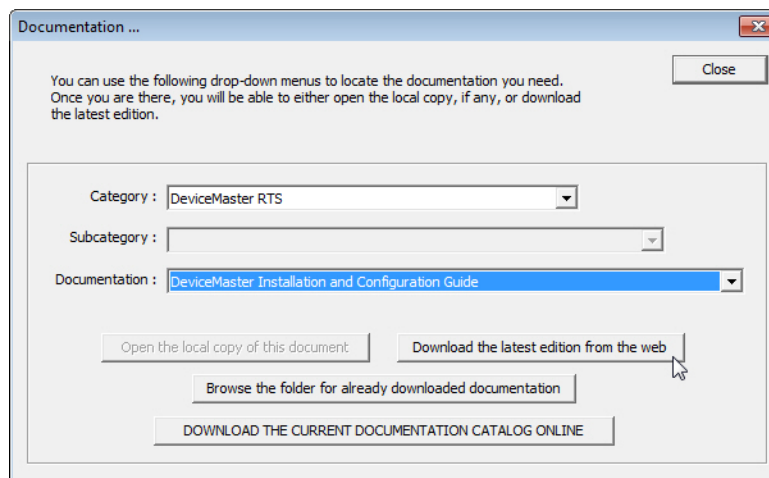 Documentation ...
Close
You can use the following drop-down menus to locate the documentation you need.
Once you are there, you will be able to either open the local copy, if any, or download
the latest edition.
Category : DeviceMaster RTS
Subcategory :
Documentation : DeviceMaster Installation and Configuration Guide
Open the local copy of this document Download the latest edition from the web
Browse the folder for already downloaded documentation
DOWNLOAD THE CURRENT DOCUMENTATION CATALOG ONLINE